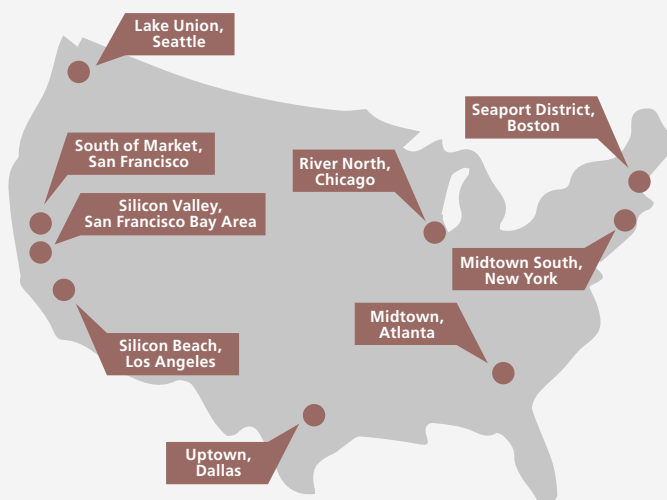 Lake Union,
Seattle
Seaport District,
Boston
South of Market,
San Francisco
River North,
Chicago
Silicon Valley,
San Francisco Bay Area
Midtown South,
New York
Midtown,
Atlanta
Silicon Beach,
Los Angeles
Uptown,
Dallas